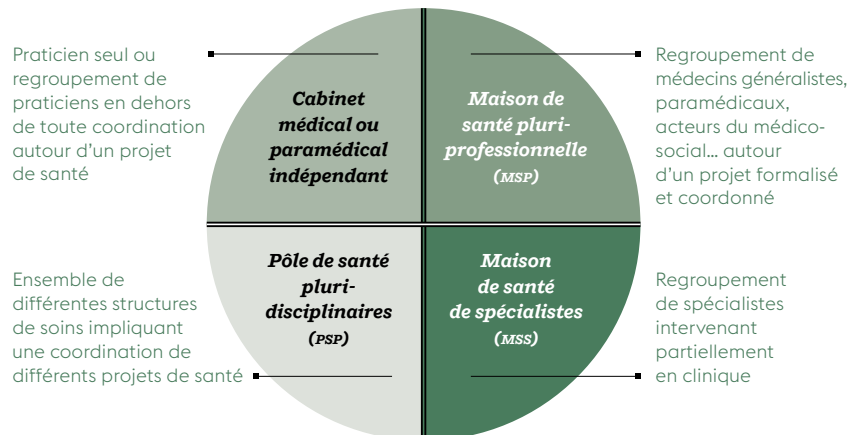 Praticien seul ou
regroupement de
praticiens en dehors
de toute coordination
autour d'un projet
de santé
Cabinet
médical ou
paramédical
indépendant
Maison de
santé pluri-
professionnelle
(MSP)
Regroupement de
médecins généralistes,
paramédicaux,
acteurs du médico-
social... autour
d'un projet formalisé
et coordonné
Ensemble de
différentes structures
de soins impliquant
une coordination de
différents projets de santé
Pôle de santé
pluri-
disciplinaires
(PSP)
Maison
de santé
de spécialistes
(MSS)
Regroupement
de spécialistes
intervenant
partiellement
en clinique